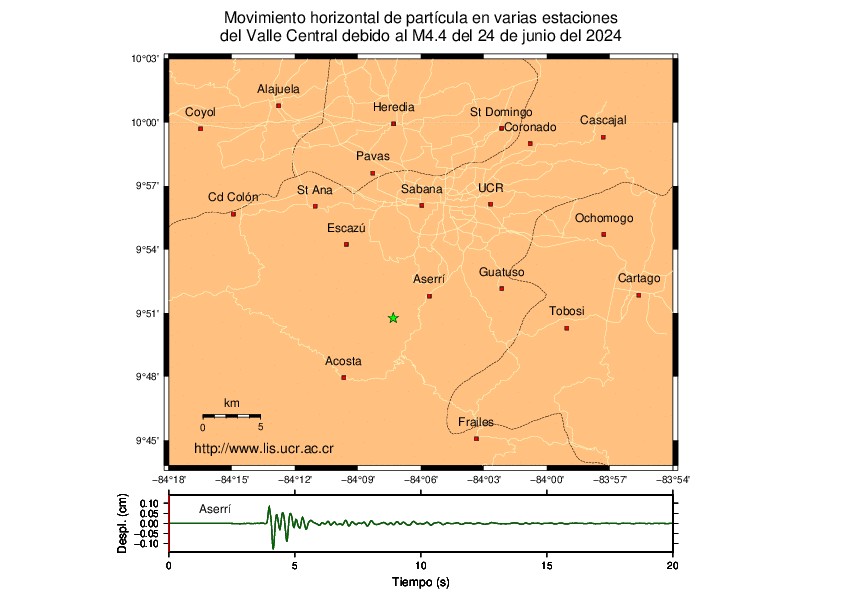 Movimiento horizontal de partícula en varias estaciones
del Valle Central debido al M4.4 del 24 de junio del 2024
10°03'
10°00'
9°57'
9°54'
9°51'
9°48'
9°45'
Alajuela
Coyol
Heredia
St Domingo
Coronado
Cascajal
Pavas
Cd Colón
St Ana
Sabana
UCR
Escazú
Ochomogo
Aserrí
Guatuso
Cartago
Tobosi
Acosta
Frailes
km
0 5
http://www.lis.ucr.ac.cr
−84°18' −84°15' −84°12' −84°09' −84°06' −84°03' −84°00' −83°57' −83°54'
Despl. (cm)
0.10
0.05
0.00
−0.05
−0.10
Aserrí
0 5 10 15 20
Tiempo (s)